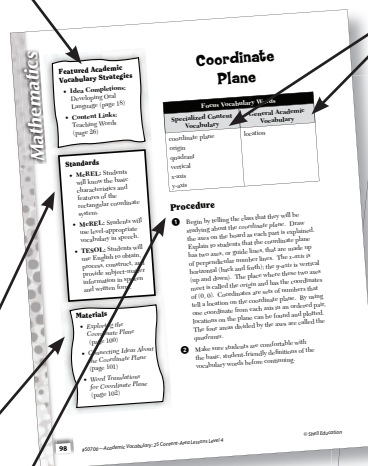 Mathematics
Featured Academic
Vocabulary Strategies
• Idea Completions:
Developing Oral
Language (page 18)
• Content Links:
Teaching Words
(page 26)
Standards
• McREL: Students
will know the basic
characteristics and
features of the
rectangular coordinate
system.
• McREL: Students will
use level-appropriate
vocabulary in speech.
• TESOL: Students will
use English to obtain,
process, construct, and
provide subject-matter
information in spoken
and written form.
Materials
• Exploring the
Coordinate Plane
(page 100)
• Connecting Ideas About
the Coordinate Plane
(page 101)
• Word Translations
for Coordinate Plane
(page 102)
Coordinate
Plane
Focus Vocabulary Words
Specialized Content
Vocabulary
General Academic
Vocabulary
coordinate plane
origin
quadrant
vertical
x-axis
y-axis
location
Procedure
1 Begin by telling the class that they will be
studying about the coordinate plane. Draw
the axes on the board as each part is explained.
Explain to students that the coordinate plane
has two axes, or guide lines, that are made up
of perpendicular number lines. The x-axis is
horizontal (back and forth); the y-axis is vertical
(up and down). The place where these two axes
meet is called the origin and has the coordinates
of (0, 0). Coordinates are sets of numbers that
tell a location on the coordinate plane. By using
one coordinate from each axis in an ordered pair,
locations on the plane can be found and plotted.
The four areas divided by the axes are called the
quadrants.
2 Make sure students are comfortable with
the basic, student-friendly definitions of the
vocabulary words before continuing.
98
#50706—Academic Vocabulary: 25 Content-Area Lessons Level 4
© Shell Education